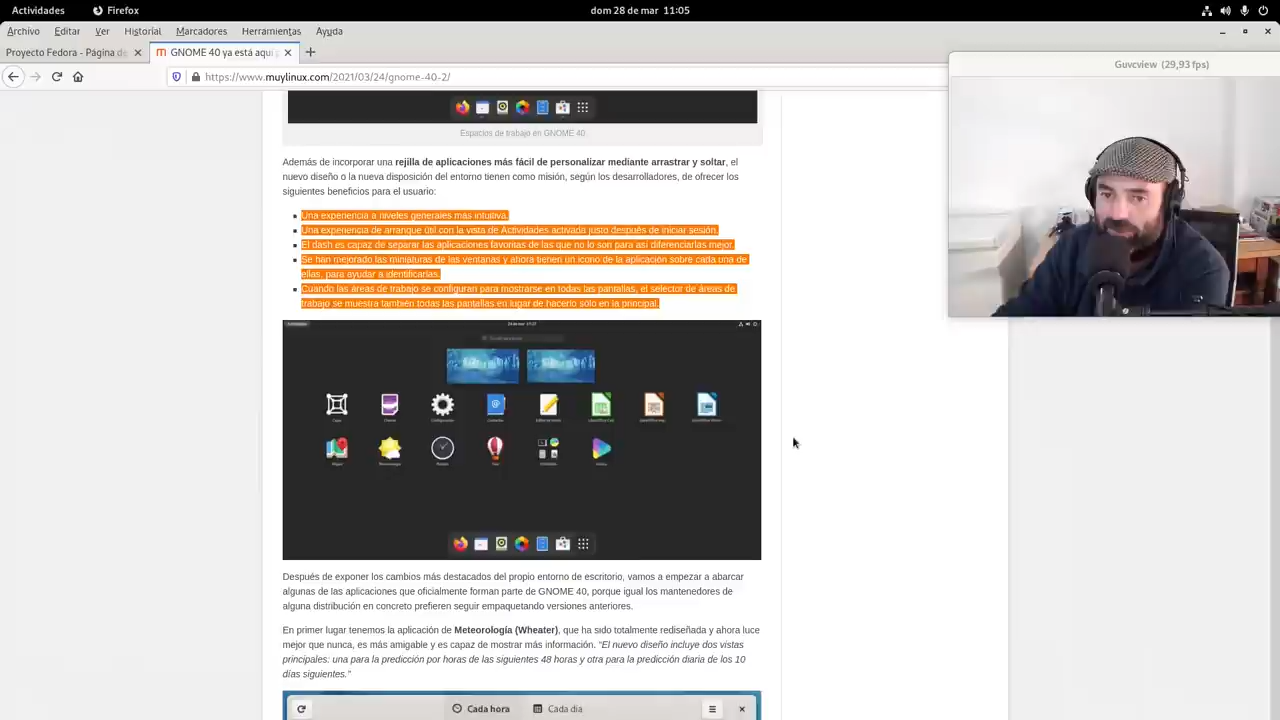 Actividades
Firefox
dom 28 de mar 11:05
Archivo Editar Ver Historial Marcadores Herramientas Ayuda
Proyecto Fedora - Página de
GNOME 40 ya está aquí
https://www.muylinux.com/2021/03/24/gnome-40-2/
Guvcview (29,93 fps)
Espacios de trabajo en GNOME 40.
Además de incorporar una rejilla de aplicaciones más fácil de personalizar mediante arrastrar y soltar, el
nuevo diseño o la nueva disposición del entorno tienen como misión, según los desarrolladores, de ofrecer los
siguientes beneficios para el usuario:
Una experiencia a niveles generales más intuitiva.
Una experiencia de arranque útil con la vista de Actividades activada justo después de iniciar sesión.
El dash es capaz de separar las aplicaciones favoritas de las que no lo son para así diferenciarlas mejor.
Se han mejorado las miniaturas de las ventanas y ahora tienen un icono de la aplicación sobre cada una de
ellas, para ayudar a identificarlas.
Cuando las áreas de trabajo se configuran para mostrarse en todas las pantallas, el selector de áreas de
trabajo se muestra también todas las pantallas en lugar de hacerlo sólo en la principal.
Después de exponer los cambios más destacados del propio entorno de escritorio, vamos a empezar a abarcar
algunas de las aplicaciones que oficialmente forman parte de GNOME 40, porque igual los mantenedores de
alguna distribución en concreto prefieren seguir empaquetando versiones anteriores.
En primer lugar tenemos la aplicación de Meteorología (Wheater), que ha sido totalmente rediseñada y ahora luce
mejor que nunca, es más amigable y es capaz de mostrar más información. "El nuevo diseño incluye dos vistas
principales: una para la predicción por horas de las siguientes 48 horas y otra para la predicción diaria de los 10
días siguientes."
Cada hora
Cada día